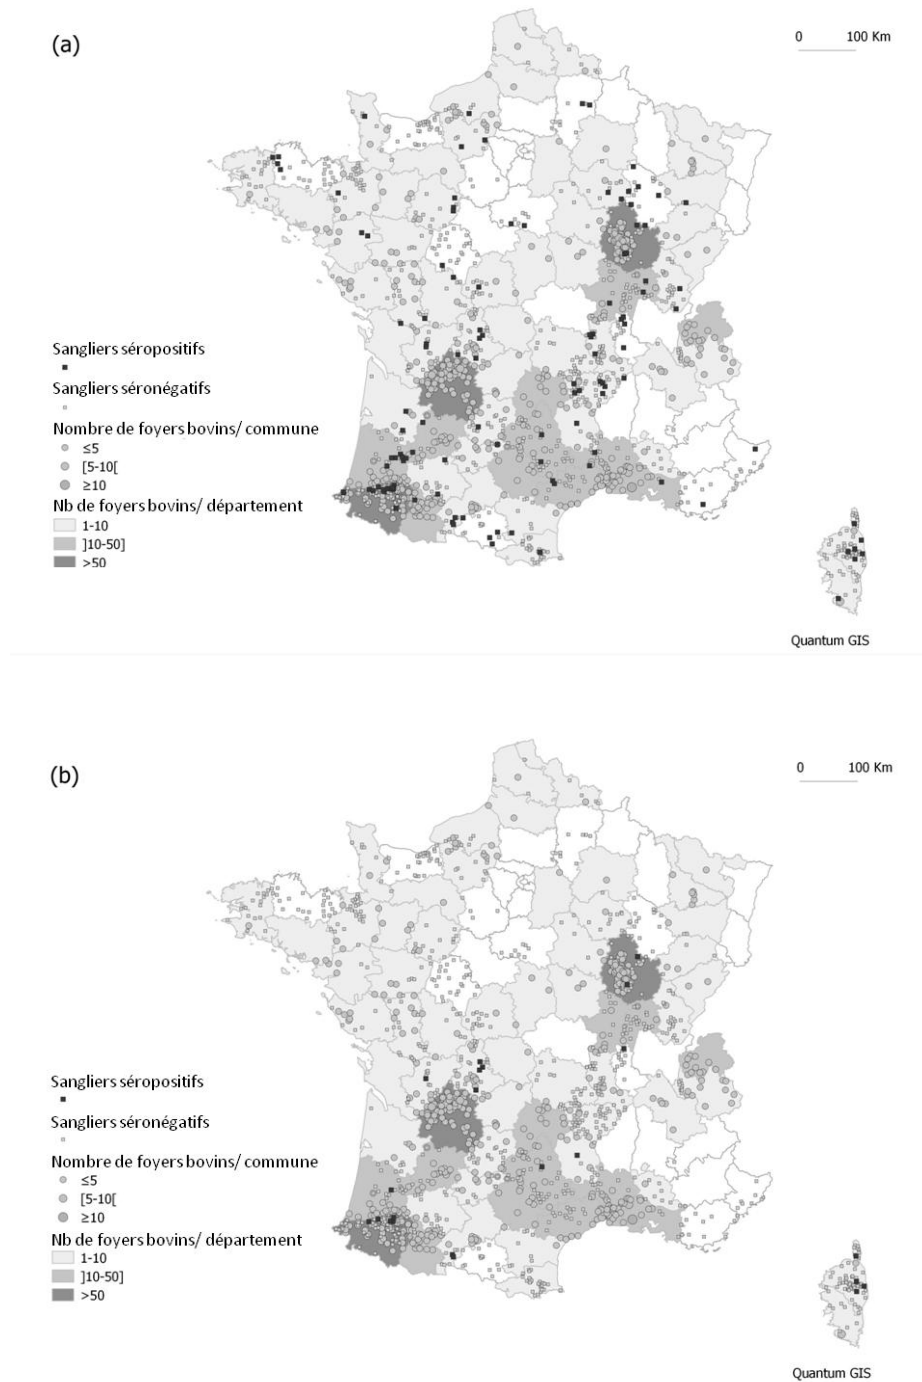 (a)
0 100 Km
Sangliers séropositifs
Sangliers séronégatifs
Nombre de foyers bovins/ commune
≤5
[5-10[
≥10
Nb de foyers bovins/ département
1-10
]10-50]
>50
Quantum GIS
(b)
0 100 Km
Sangliers séropositifs
Sangliers séronégatifs
Nombre de foyers bovins/ commune
≤5
[5-10[
≥10
Nb de foyers bovins/ département
1-10
]10-50]
>50
Quantum GIS